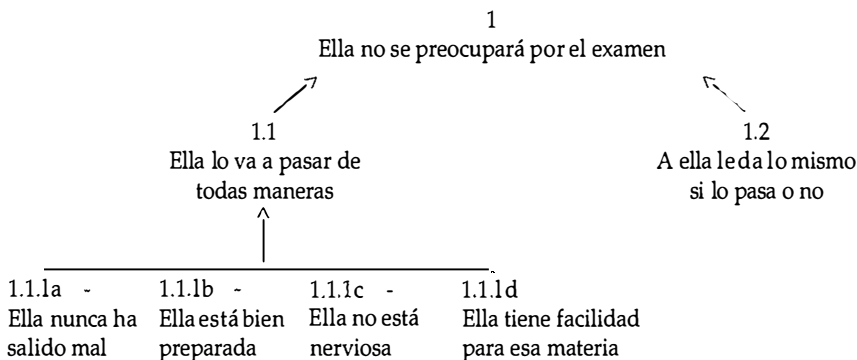 1
Ella no se preocupará por el examen
1.1
Ella lo va a pasar de
todas maneras
1.2
A ella le da lo mismo
si lo pasa o no
1.1.1a -
Ella nunca ha
salido mal
1.1.1b -
Ella está bien
preparada
1.1.1c -
Ella no está
nerviosa
1.1.1d
Ella tiene facilidad
para esa materia